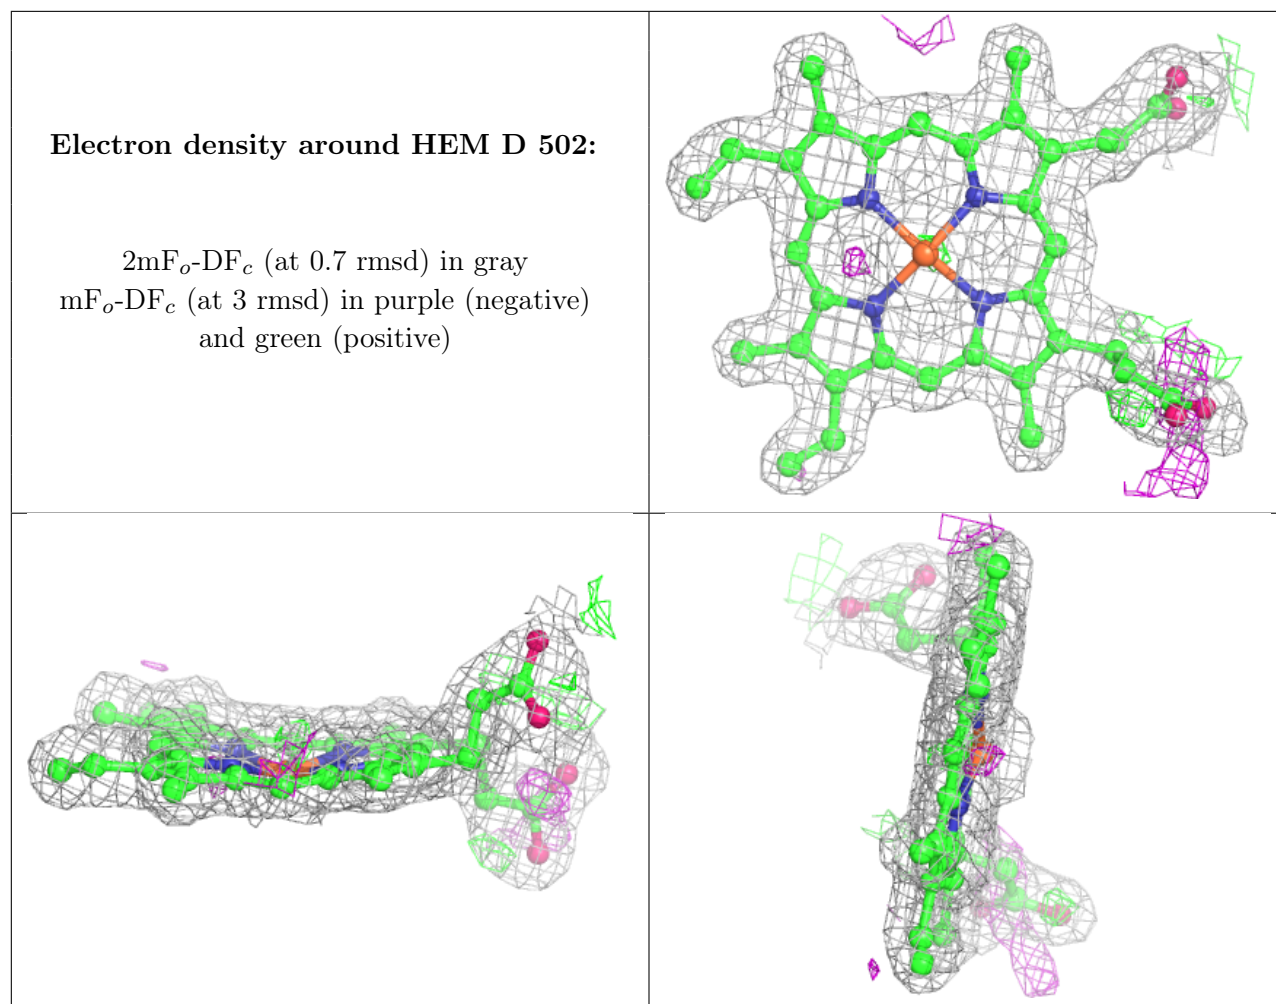 Electron density around HEM D 502:
2mFₒ-DF𝒸 (at 0.7 rmsd) in gray
mFₒ-DF𝒸 (at 3 rmsd) in purple (negative)
and green (positive)